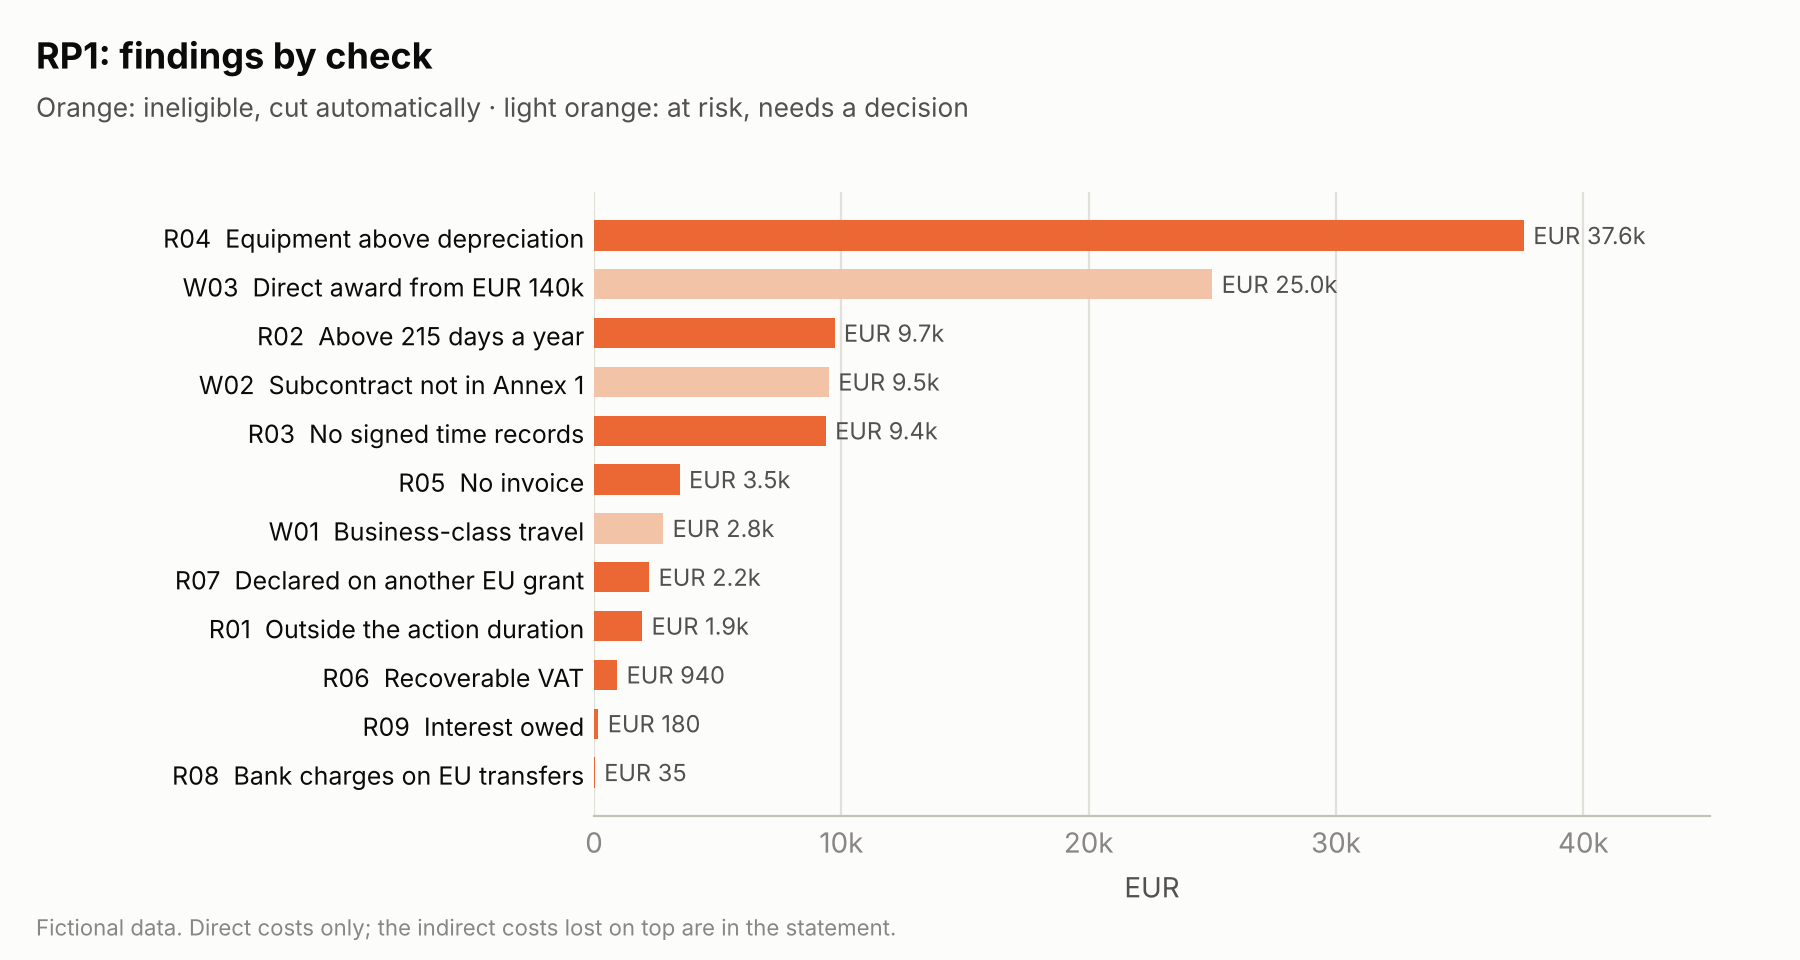 RP1: findings by check
Orange: ineligible, cut automatically · light orange: at risk, needs a decision
R04 Equipment above depreciation EUR 37.6k
W03 Direct award from EUR 140k EUR 25.0k
R02 Above 215 days a year EUR 9.7k
W02 Subcontract not in Annex 1 EUR 9.5k
R03 No signed time records EUR 9.4k
R05 No invoice EUR 3.5k
W01 Business-class travel EUR 2.8k
R07 Declared on another EU grant EUR 2.2k
R01 Outside the action duration EUR 1.9k
R06 Recoverable VAT EUR 940
R09 Interest owed EUR 180
R08 Bank charges on EU transfers EUR 35
0 10k 20k 30k 40k
EUR
Fictional data. Direct costs only; the indirect costs lost on top are in the statement.